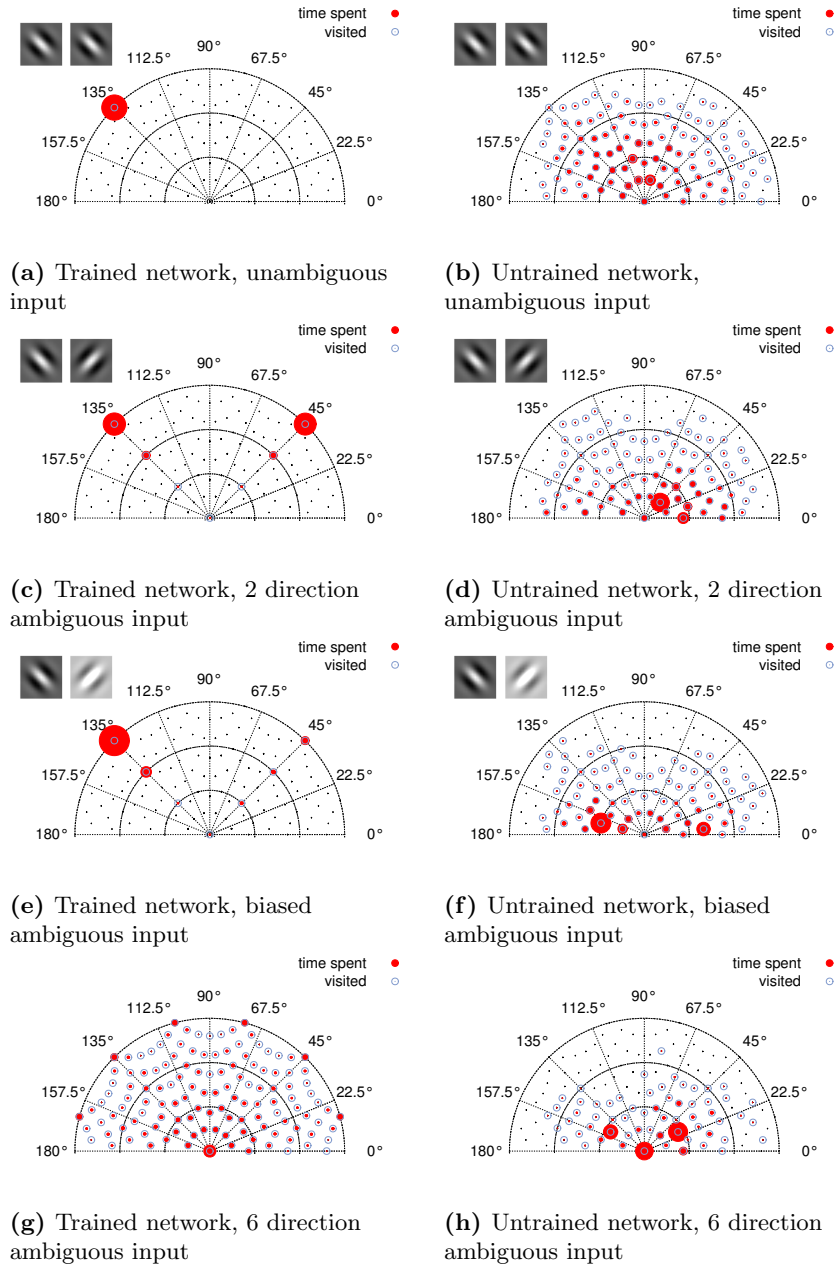 time spent
visited
90°
112.5° 67.5°
135° 45°
157.5° 22.5°
180° 0°
(a) Trained network, unambiguous
input
time spent
visited
90°
112.5° 67.5°
135° 45°
157.5° 22.5°
180° 0°
(b) Untrained network,
unambiguous input
time spent
visited
90°
112.5° 67.5°
135° 45°
157.5° 22.5°
180° 0°
(c) Trained network, 2 direction
ambiguous input
time spent
visited
90°
112.5° 67.5°
135° 45°
157.5° 22.5°
180° 0°
(d) Untrained network, 2 direction
ambiguous input
time spent
visited
90°
112.5° 67.5°
135° 45°
157.5° 22.5°
180° 0°
(e) Trained network, biased
ambiguous input
time spent
visited
90°
112.5° 67.5°
135° 45°
157.5° 22.5°
180° 0°
(f) Untrained network, biased
ambiguous input
time spent
visited
90°
112.5° 67.5°
135° 45°
157.5° 22.5°
180° 0°
(g) Trained network, 6 direction
ambiguous input
time spent
visited
90°
112.5° 67.5°
135° 45°
157.5° 22.5°
180° 0°
(h) Untrained network, 6 direction
ambiguous input